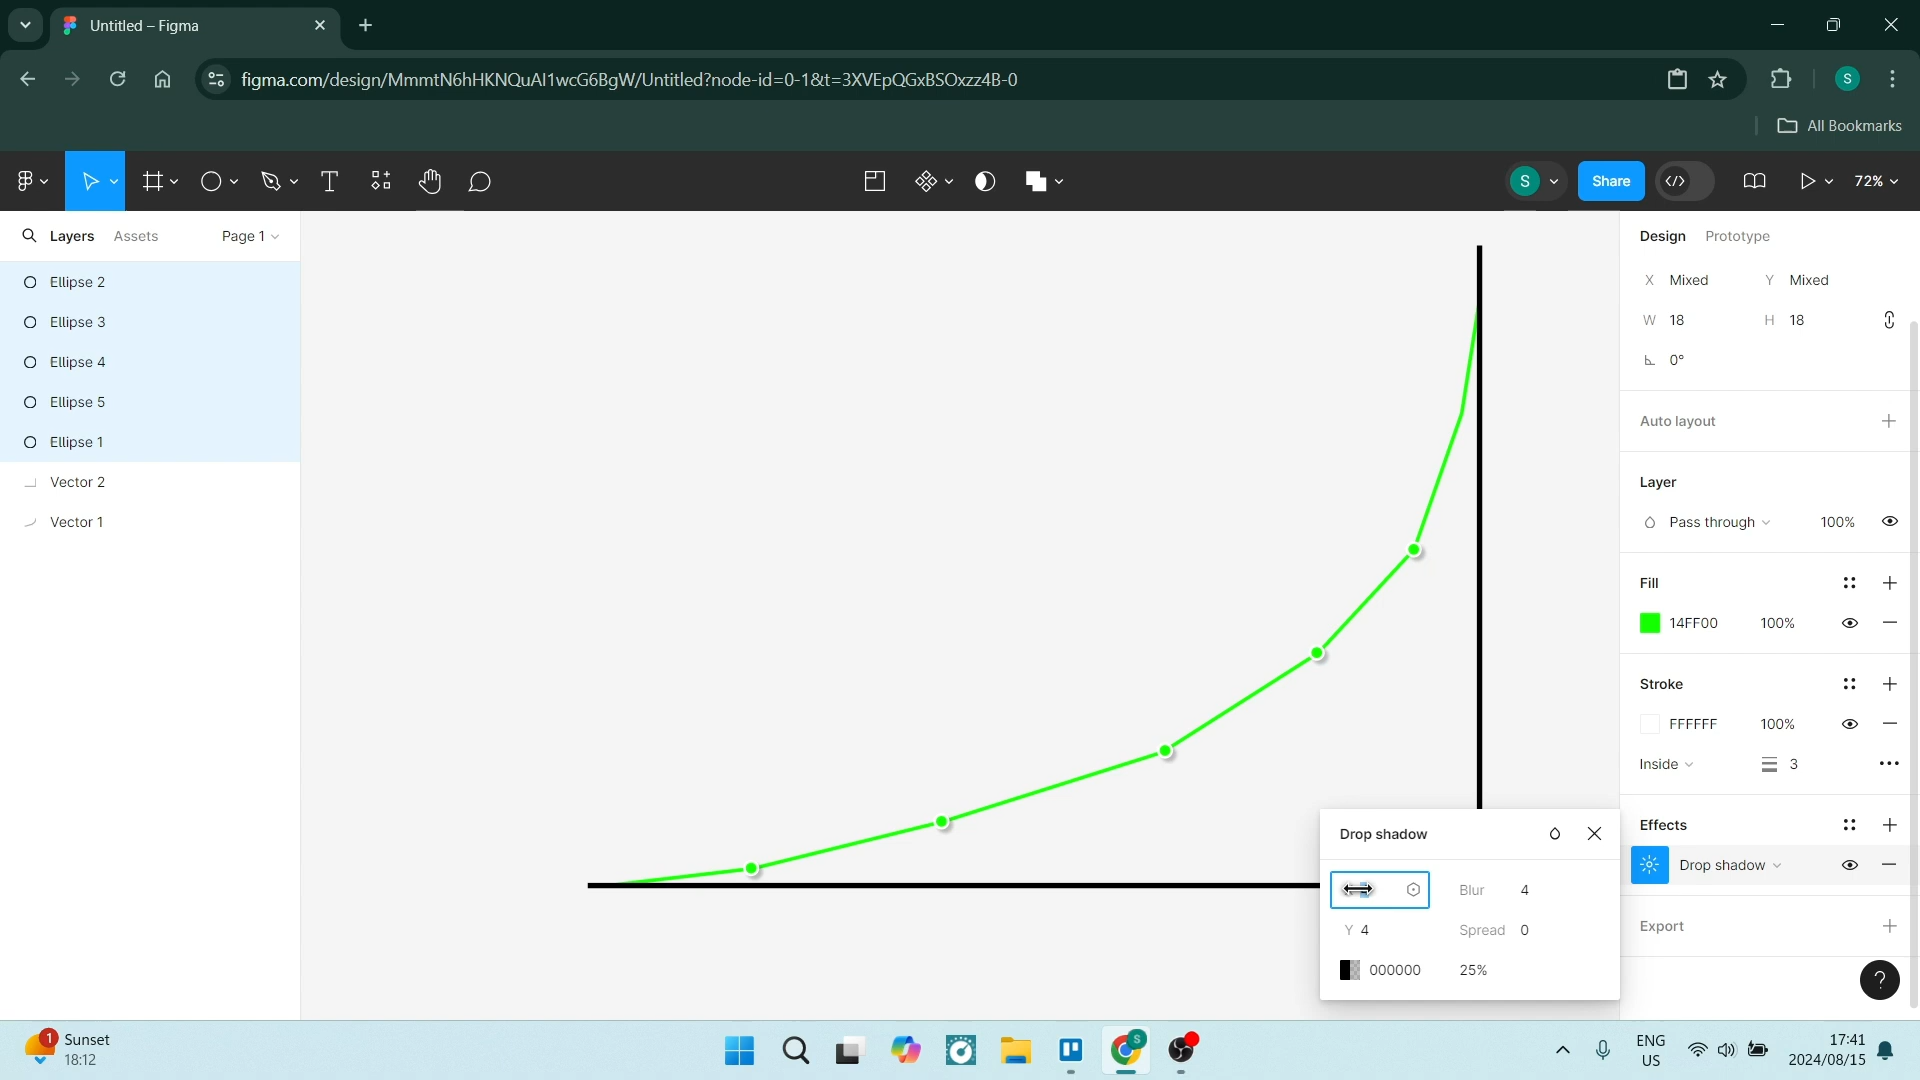 Untitled – Figma
figma.com/design/MmmtN6hHKNQuAI1wcG6BgW/Untitled?node-id=0-1&t=3XVEpQGxBSOxzz4B-0
S
All Bookmarks
S
Share
72%
Layers
Assets
Page 1
Ellipse 2
Ellipse 3
Ellipse 4
Ellipse 5
Ellipse 1
Vector 2
Vector 1
Design
Prototype
X Mixed
Y Mixed
W 18
H 18
0°
Auto layout
Layer
Pass through
100%
Fill
14FF00
100%
Stroke
FFFFFF
100%
Inside
3
Effects
Drop shadow
Export
?
Drop shadow
Blur 4
Y 4
Spread 0
000000
25%
1
Sunset
18:12
S
ENG
US
17:41
2024/08/15